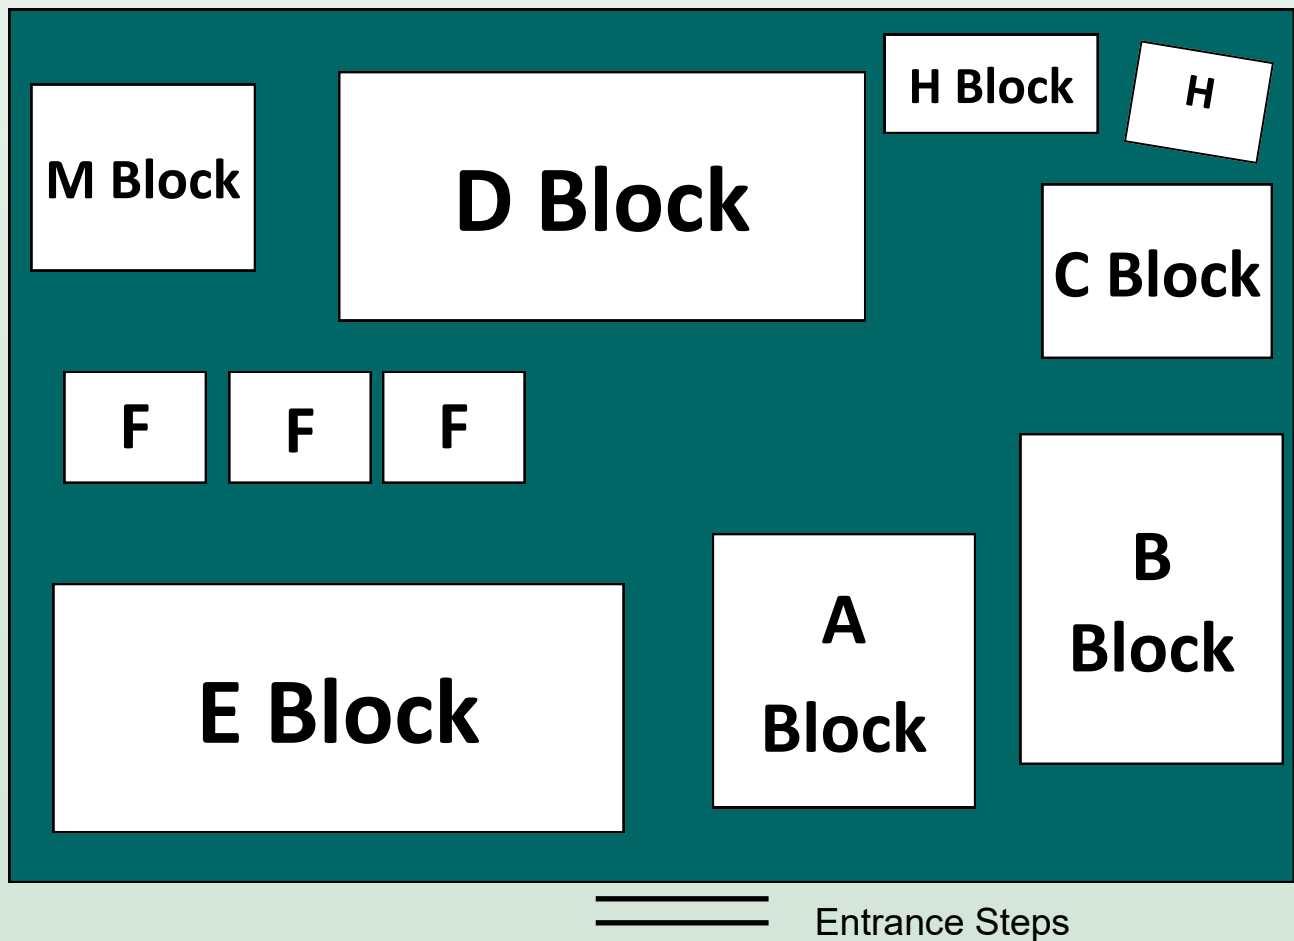 H Block
H
M Block
D Block
C Block
F
F
F
B
Block
A
Block
E Block
Entrance Steps